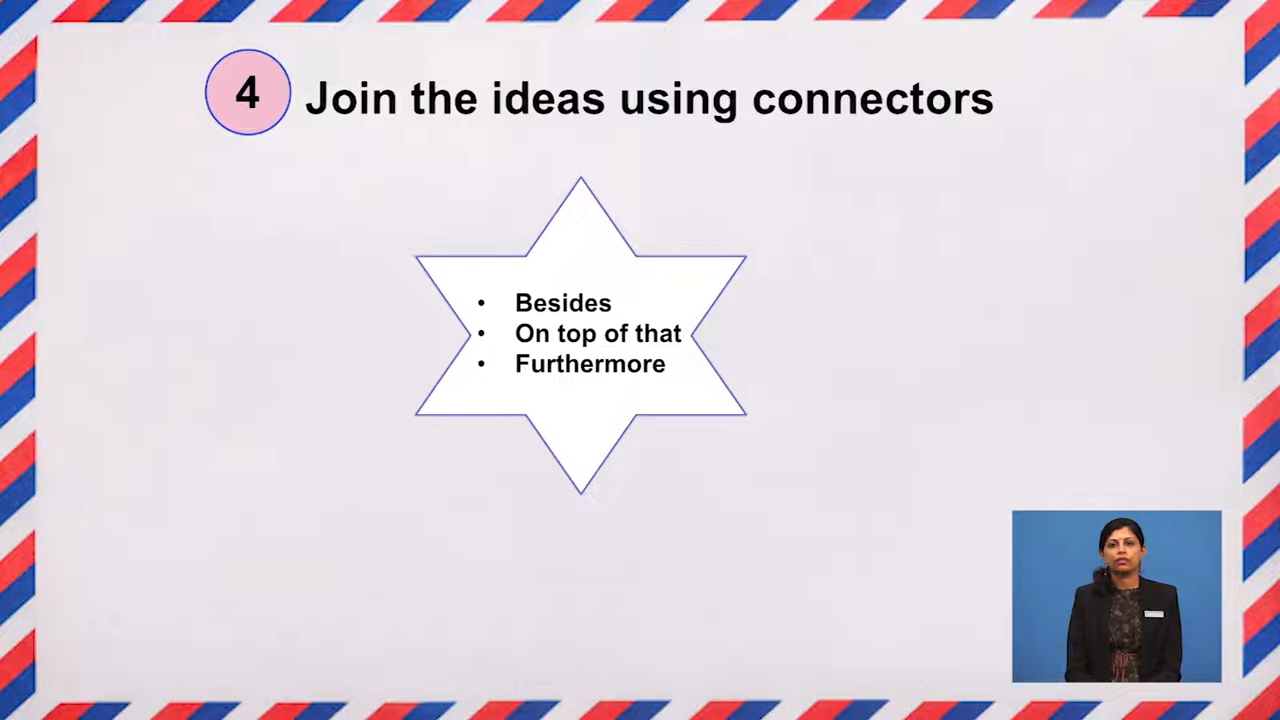 4 Join the ideas using connectors
• Besides
• On top of that
• Furthermore